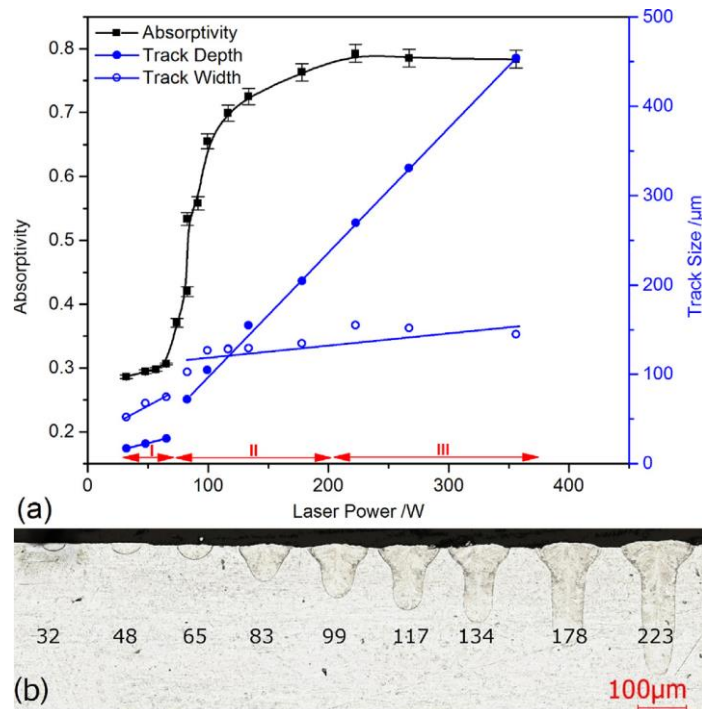 Absorptivity
Track Depth
Track Width
0.8
0.7
0.6
0.5
0.4
0.3
0.2
Absorptivity
500
400
300
200
100
0
Track Size /μm
I
II
III
0
100
200
300
400
(a)
Laser Power /W
32
48
65
83
99
117
134
178
223
(b)
100μm